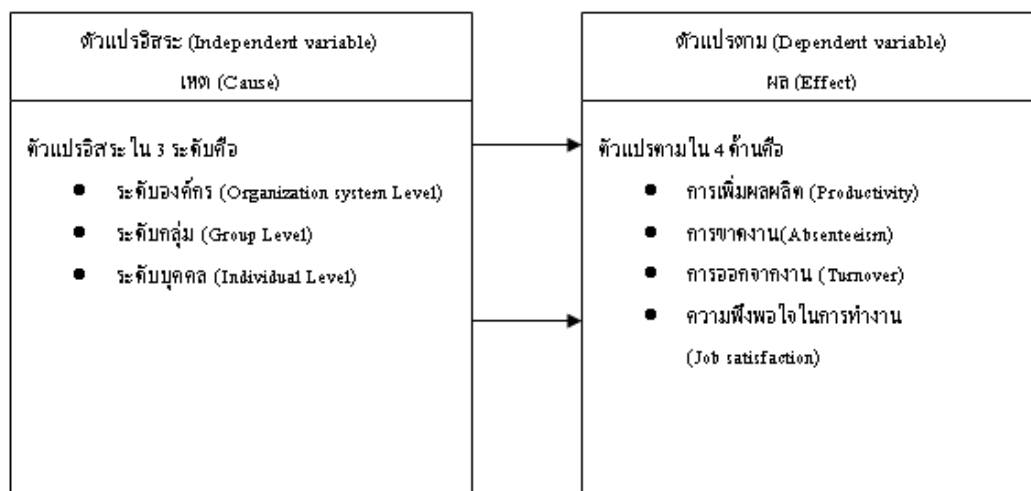 ตัวแปรอิสระ (Independent variable)
เหตุ (Cause)
ตัวแปรอิสระใน 3 ระดับคือ
● ระดับองค์กร (Organization system Level)
● ระดับกลุ่ม (Group Level)
● ระดับบุคคล (Individual Level)
ตัวแปรตาม (Dependent variable)
ผล (Effect)
ตัวแปรตามใน 4 ด้านคือ
● การเพิ่มผลผลิต (Productivity)
● การขาดงาน(Absenteeism)
● การออกจากงาน (Turnover)
● ความพึงพอใจในการทำงาน
(Job satisfaction)